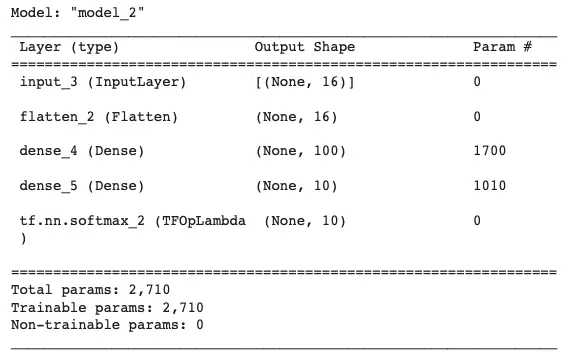 Model: "model_2"
_________________________________________________________________
Layer (type) Output Shape Param #
=================================================================
input_3 (InputLayer) [(None, 16)] 0
flatten_2 (Flatten) (None, 16) 0
dense_4 (Dense) (None, 100) 1700
dense_5 (Dense) (None, 10) 1010
tf.nn.softmax_2 (TFOpLambda (None, 10) 0
)
=================================================================
Total params: 2,710
Trainable params: 2,710
Non-trainable params: 0
_________________________________________________________________